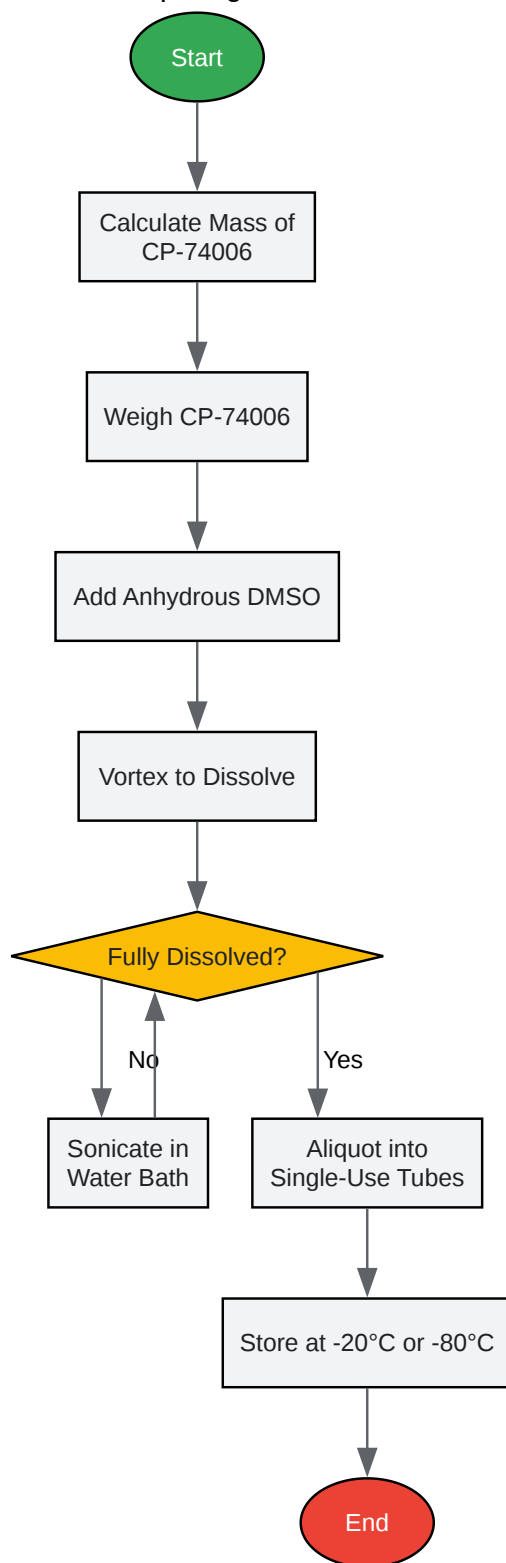 Start
Calculate Mass of
CP-74006
Weigh CP-74006
Add Anhydrous DMSO
Vortex to Dissolve
Fully Dissolved?
No
Yes
Sonicate in
Water Bath
Aliquot into
Single-Use Tubes
Store at -20°C or -80°C
End